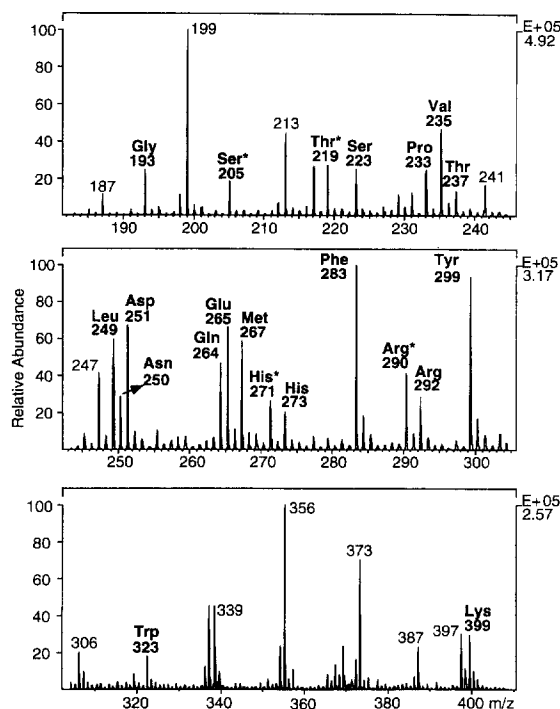 199
E+05
4.92
100
80
60
40
20
Gly
193
187
Ser*
205
213
Thr*
219
Ser
223
Pro
233
Val
235
Thr
237
241
190 200 210 220 230 240
Relative Abundance
100
80
60
40
20
E+05
3.17
247
Leu
249
Asp
251
Asn
250
Gln
264
Glu
265
Met
267
His*
271
His
273
Phe
283
Arg*
290
Arg
292
Tyr
299
250 260 270 280 290 300
100
80
60
40
20
E+05
2.57
306
Trp
323
339
356
373
387
397
Lys
399
320 340 360 380 400 m/z